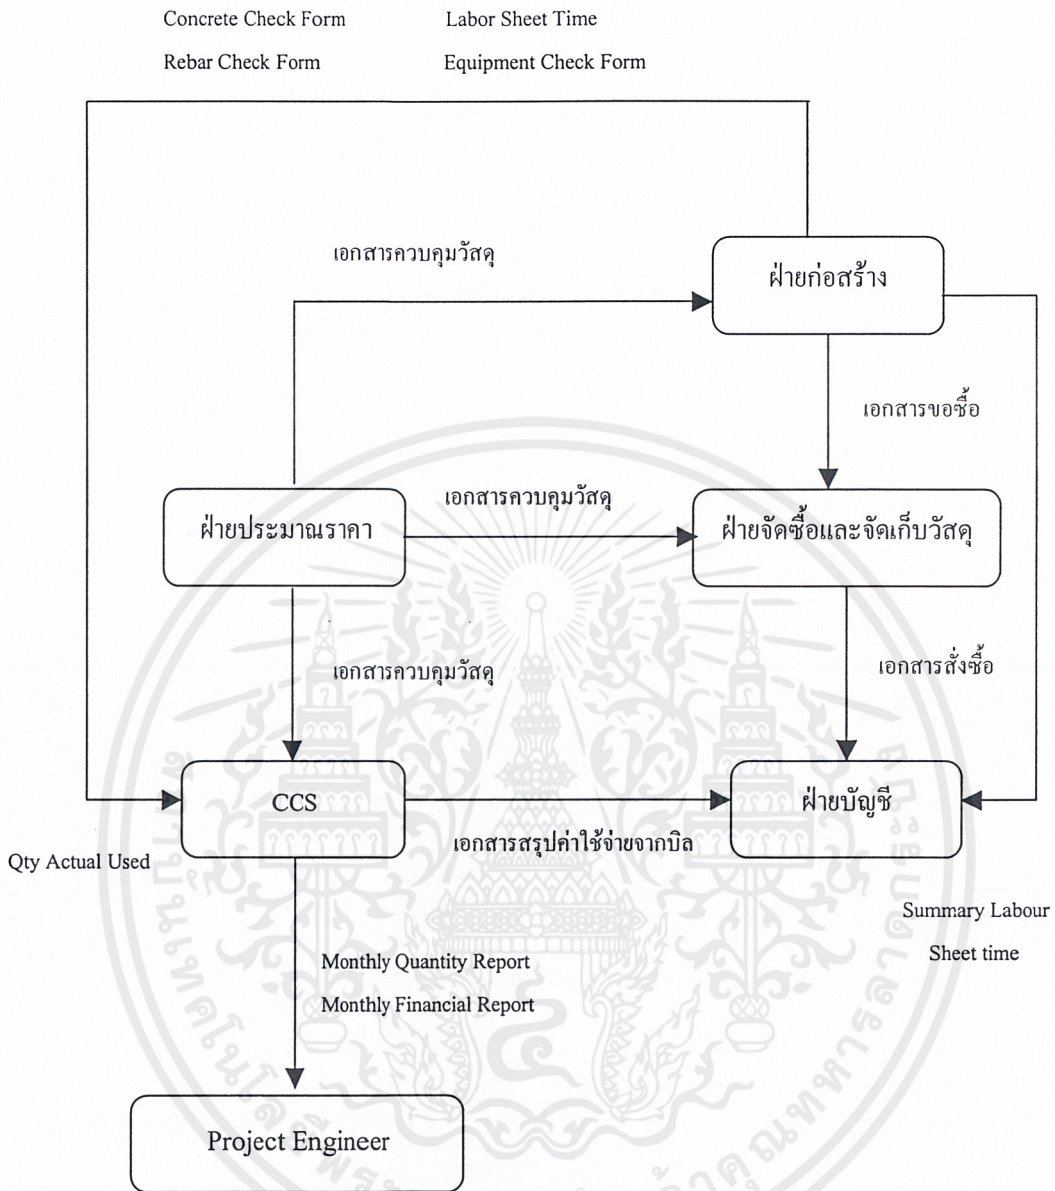 Concrete Check Form
Labor Sheet Time
Rebar Check Form
Equipment Check Form
เอกสารควบคุมวัสดุ
ฝ่ายก่อสร้าง
เอกสารขอซื้อ
ฝ่ายประมาณราคา
เอกสารควบคุมวัสดุ
ฝ่ายจัดซื้อและจัดเก็บวัสดุ
เอกสารควบคุมวัสดุ
เอกสารสั่งซื้อ
CCS
ฝ่ายบัญชี
เอกสารสรุปค่าใช้จ่ายจากบิล
Qty Actual Used
Summary Labour
Sheet time
Monthly Quantity Report
Monthly Financial Report
Project Engineer